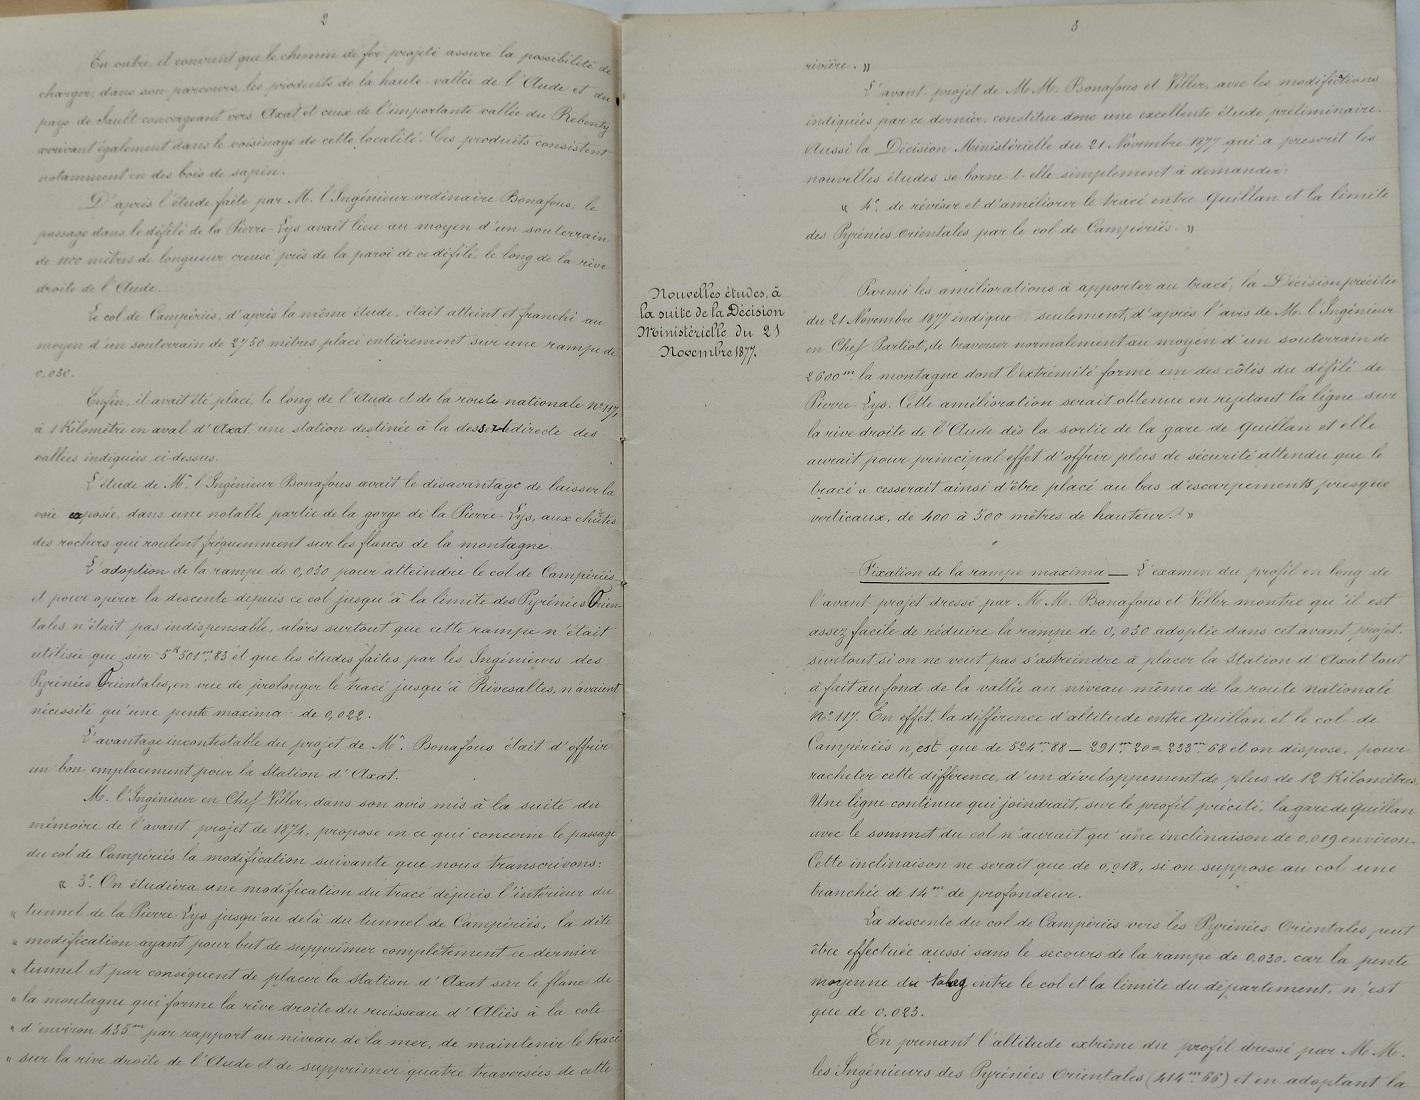 2
En outre, il convient que le chemin de fer projeté assure la possibilité de
charger, dans son parcours, les produits de la haute vallée de l'Aude et du
pays de Sault convergeant vers Axat et ceux de l'importante vallée du Rebenty
arrivant également dans le voisinage de cette localité. Ces produits consistent
notamment en des bois de sapin.
D'après l'étude faite par M. l'Ingénieur ordinaire Bonafous, le
passage dans le défilé de la Pierre-Lys avait lieu au moyen d'un souterrain
de 1100 mètres de longueur creusé près de la paroi de ce défilé, le long de la rive
droite de l'Aude.
Le col de Campériès, d'après la même étude, était atteint et franchi au
moyen d'un souterrain de 2750 mètres placé entièrement sur une rampe de
0,030.
Enfin, il avait été placé, le long de l'Aude et de la route nationale Nº 117,
à 1 Kilomètre en aval d'Axat une station destinée à la desserte directe des
vallées indiquées ci-dessus.
L'étude de Mr. l'Ingénieur Bonafous avait le désavantage de laisser la
voie exposée, dans une notable partie de la gorge de la Pierre-Lys, aux chûtes
des rochers qui roulent fréquemment sur les flancs de la montagne.
L'adoption de la rampe de 0,030 pour atteindre le col de Campériès
et pour opérer la descente depuis ce col jusqu'à la limite des Pyrénées Orien-
tales n'était pas indispensable, alors surtout que cette rampe n'était
utilisée que sur 5k 501m,83 et que les études faites par les Ingénieurs des
Pyrénées Orientales, en vue de prolonger le tracé jusqu'à Rivesaltes, n'avaient
nécessité qu'une pente maxima de 0,022.
L'avantage incontestable du projet de Mr. Bonafous était d'offrir
un bon emplacement pour la Station d'Axat.
M. l'Ingénieur en Chef Viller, dans son avis mis à la suite du
mémoire de l'avant projet de 1874, propose en ce qui concerne le passage
du col de Campériès la modification suivante que nous transcrivons:
« 3º. On étudiera une modification du tracé depuis l'intérieur du
« tunnel de la Pierre Lys jusqu'au delà du tunnel de Campériès, la dite
« modification ayant pour but de supprimer complètement ce dernier
« tunnel et par conséquent de placer la Station d'Axat sur le flanc de
« la montagne qui forme la rive droite du ruisseau d'Aliès à la cote
« d'environ 435m par rapport au niveau de la mer, de maintenir le tracé
« sur la rive droite de l'Aude et de supprimer quatre traversées de cette
3
rivière. »
L'avant-projet de MM. Bonafous et Viller, avec les modifictions
indiquées par ce dernier, constitue donc une excellente étude préliminaire.
Aussi la Décision Ministérielle du 21 Novembre 1877 qui a prescrit les
nouvelles études se borne-t-elle simplement à demander:
« 4º. de réviser et d'améliorer le tracé entre Quillan et la limite
des Pyrénées Orientales par le col de Campériès. »
Nouvelles études, à
la suite de la Décision
Ministérielle du 21
Novembre 1877.
Parmi les améliorations à apporter au tracé, la Décision précitée
du 21 Novembre 1877 indique seulement, d'après l'avis de M. l'Ingénieur
en Chef Partiot, de traverser normalement au moyen d'un souterrain de
2600m la montagne dont l'extrémité forme un des côtés du défilé de
Pierre-Lys. Cette amélioration serait obtenue en rejetant la ligne sur
la rive droite de l'Aude dès la sortie de la gare de Quillan et elle
aurait pour principal effet d'offrir plus de sécurité attendu que le
tracé « cesserait ainsi d'être placé au bas d'escarpements presque
verticaux, de 400 à 500 mètres de hauteur. »
Fixation de la rampe maxima — L'examen du profil en long de
l'avant projet dressé par MM. Bonafous et Viller montre qu'il est
assez facile de réduire la rampe de 0,030 adoptée dans cet avant projet,
surtout si on ne veut pas s'astreindre à placer la Station d'Axat tout
à fait au fond de la vallée au niveau même de la route nationale
Nº 117. En effet, la différence d'altitude entre Quillan et le col de
Campériès n'est que de 524m.88 — 291m.20 = 233m.68 et on dispose, pour
racheter cette différence, d'un développement de plus de 12 Kilomètres.
Une ligne continue qui joindrait, sur le profil précité, la gare de Quillan
avec le sommet du col n'aurait qu'une inclinaison de 0,019 environ.
Cette inclinaison ne serait que de 0,018, si on suppose au col une
tranchée de 14m de profondeur.
La descente du col de Campériès vers les Pyrénées Orientales peut
être effectuée aussi sans le secours de la rampe de 0,030, car la pente
moyenne du entre le col et la limite du département, n'est
que de 0,023.
En prenant l'altitude extrême du profil dressé par MM.
les Ingénieurs des Pyrénées Orientales (414m.66) et en adoptant la